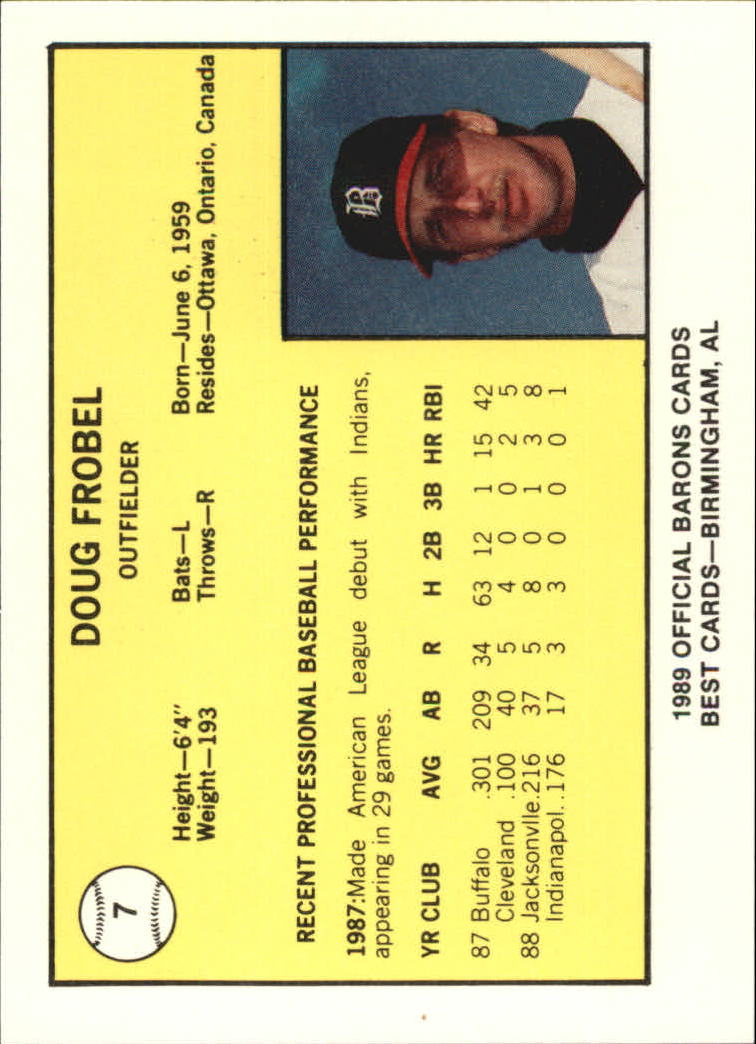 7
DOUG FROBEL
OUTFIELDER
Height—6'4" Bats—L Born—June 6, 1959
Weight—193 Throws—R Resides—Ottawa, Ontario, Canada
B
RECENT PROFESSIONAL BASEBALL PERFORMANCE
1987:Made American League debut with Indians,
appearing in 29 games.
YR CLUB AVG AB R H 2B 3B HR RBI
87 Buffalo .301 209 34 63 12 1 15 42
Cleveland .100 40 5 4 0 0 2 5
88 Jacksonvlle.216 37 5 8 0 1 3 8
Indianapol. .176 17 3 3 0 0 0 1
1989 OFFICIAL BARONS CARDS
BEST CARDS—BIRMINGHAM, AL